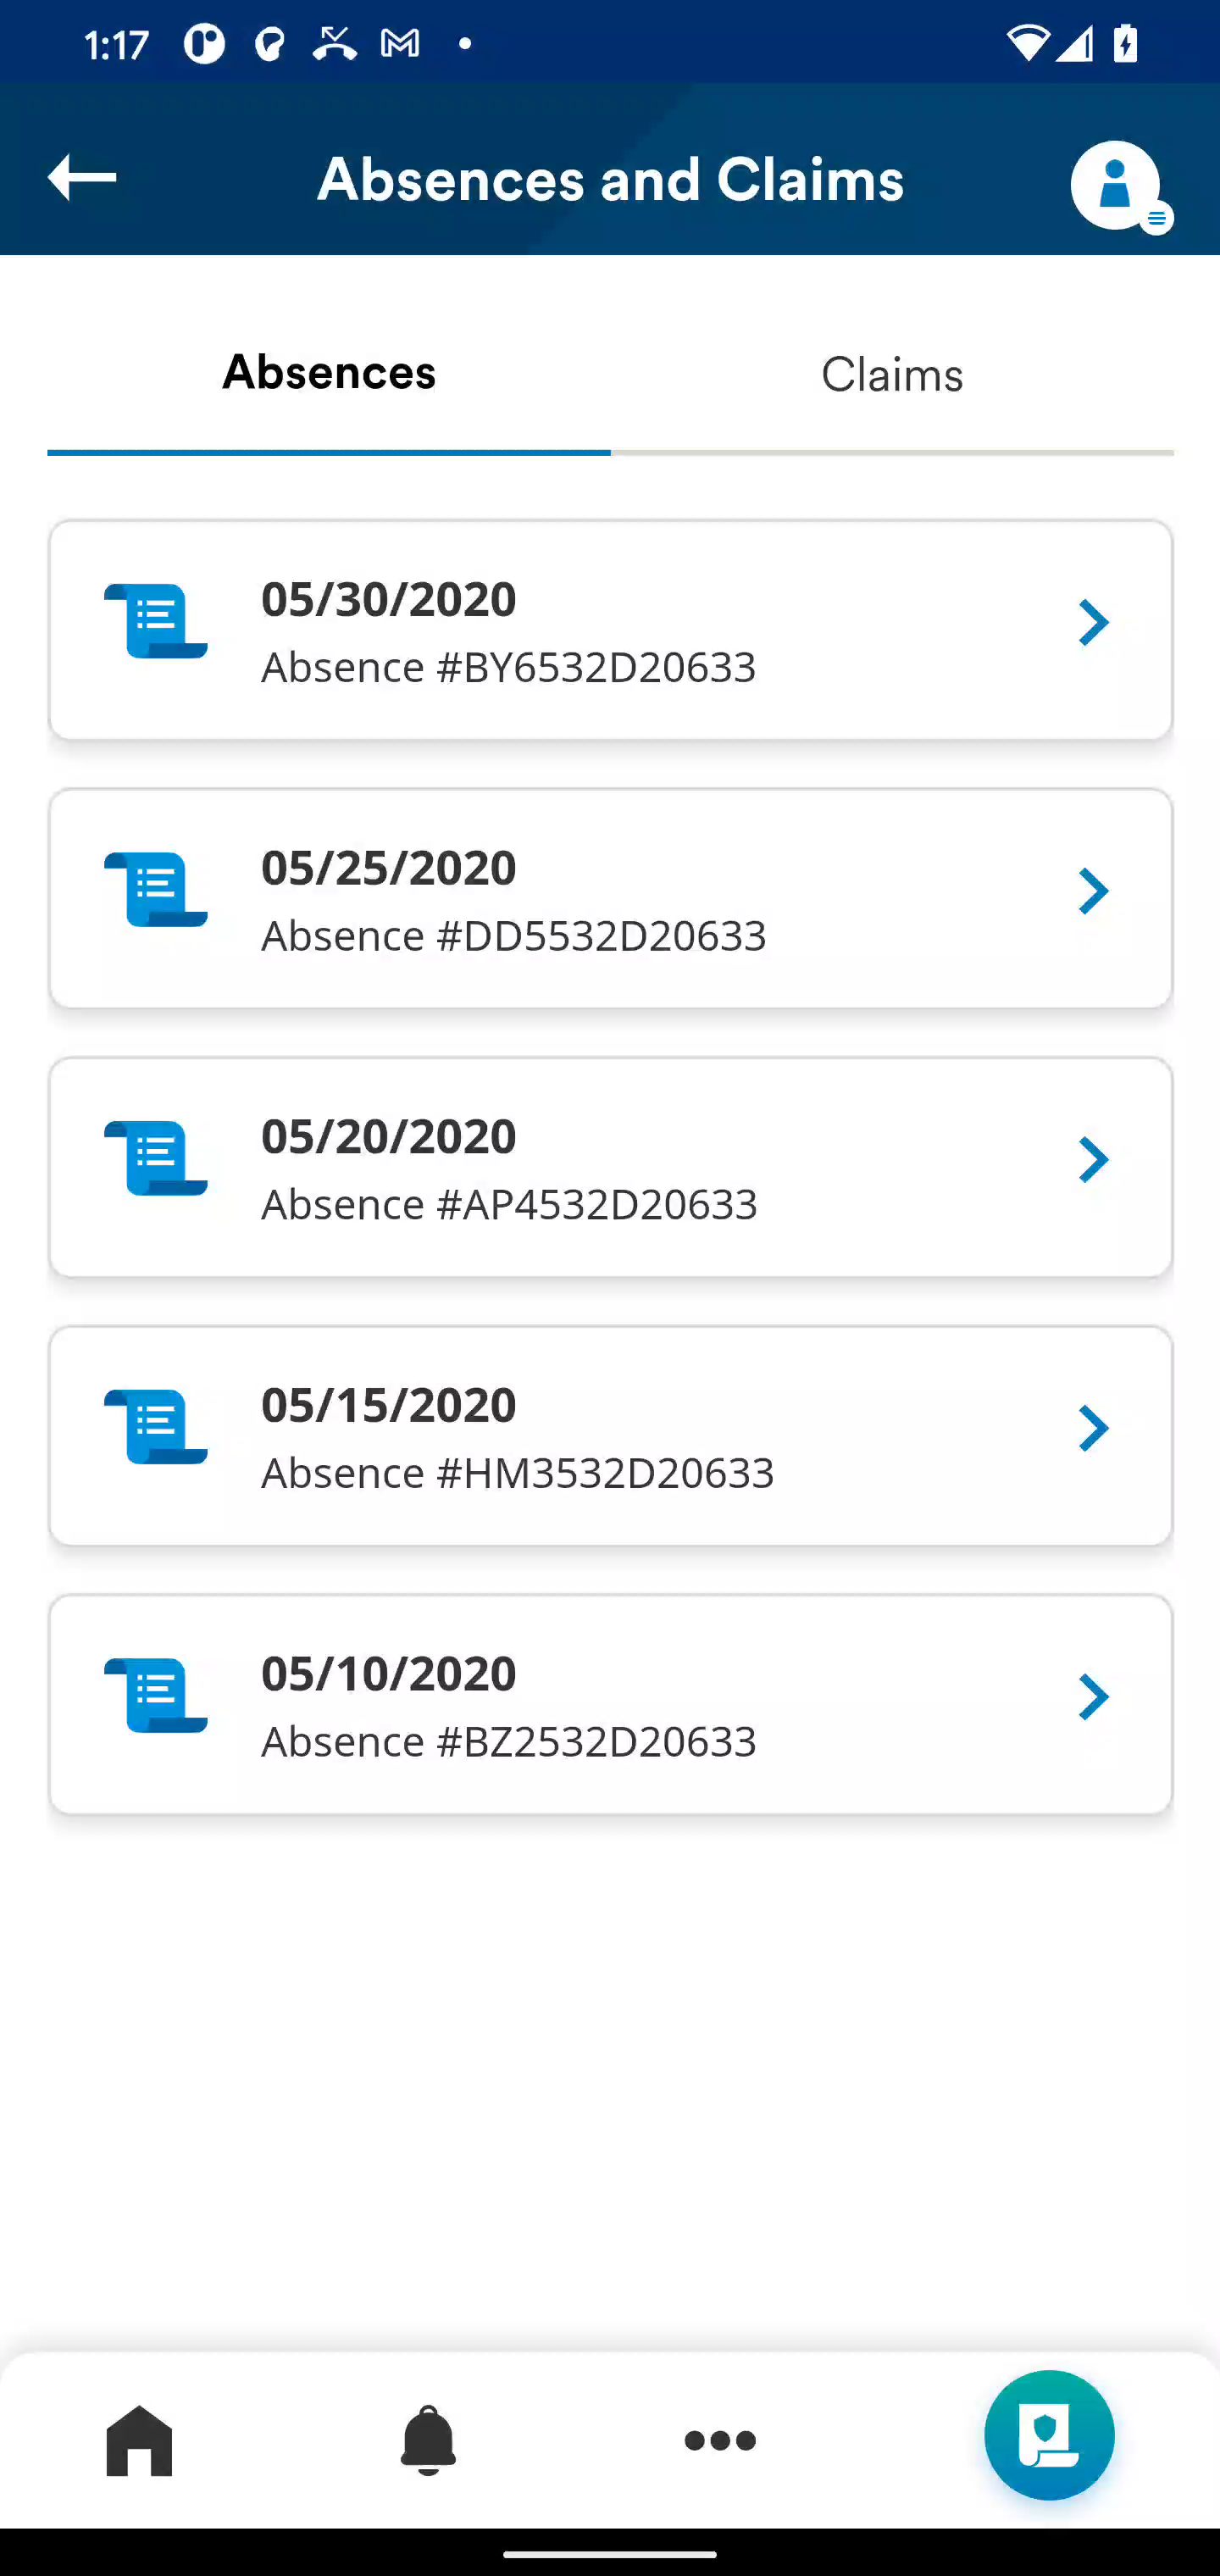 1:17
Absences and Claims
Absences
Claims
05/30/2020
Absence #BY6532D20633
05/25/2020
Absence #DD5532D20633
05/20/2020
Absence #AP4532D20633
05/15/2020
Absence #HM3532D20633
05/10/2020
Absence #BZ2532D20633